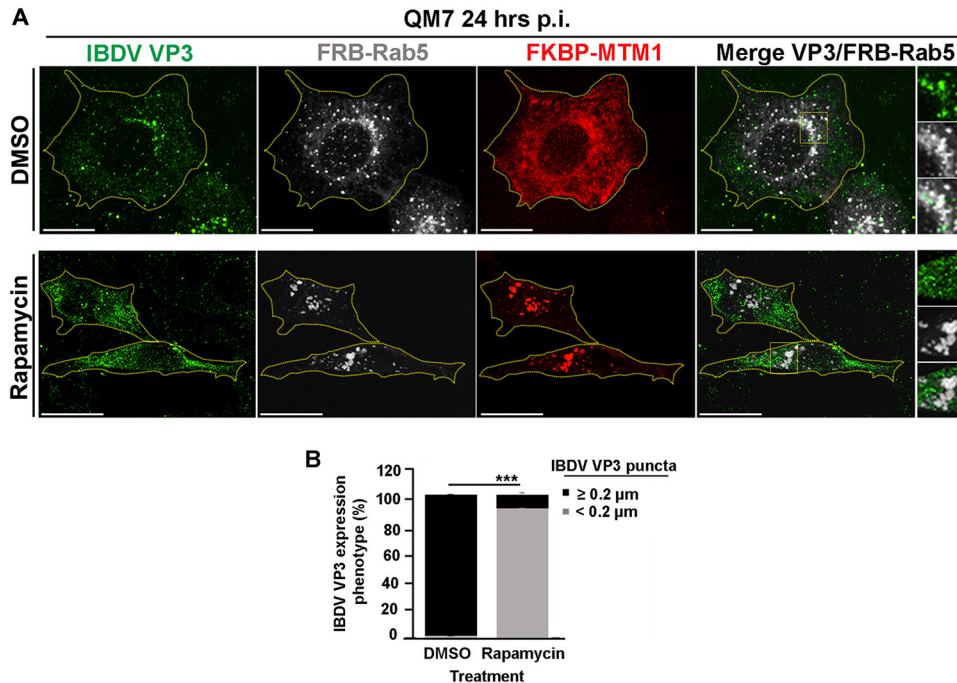 A
QM7 24 hrs p.i.
IBDV VP3 FRB-Rab5 FKBP-MTM1 Merge VP3/FRB-Rab5
DMSO
Rapamycin
B
IBDV VP3 expression
phenotype (%)
120
100
80
60
40
20
0
***
IBDV VP3 puncta
≥ 0.2 µm
< 0.2 µm
DMSO Rapamycin
Treatment